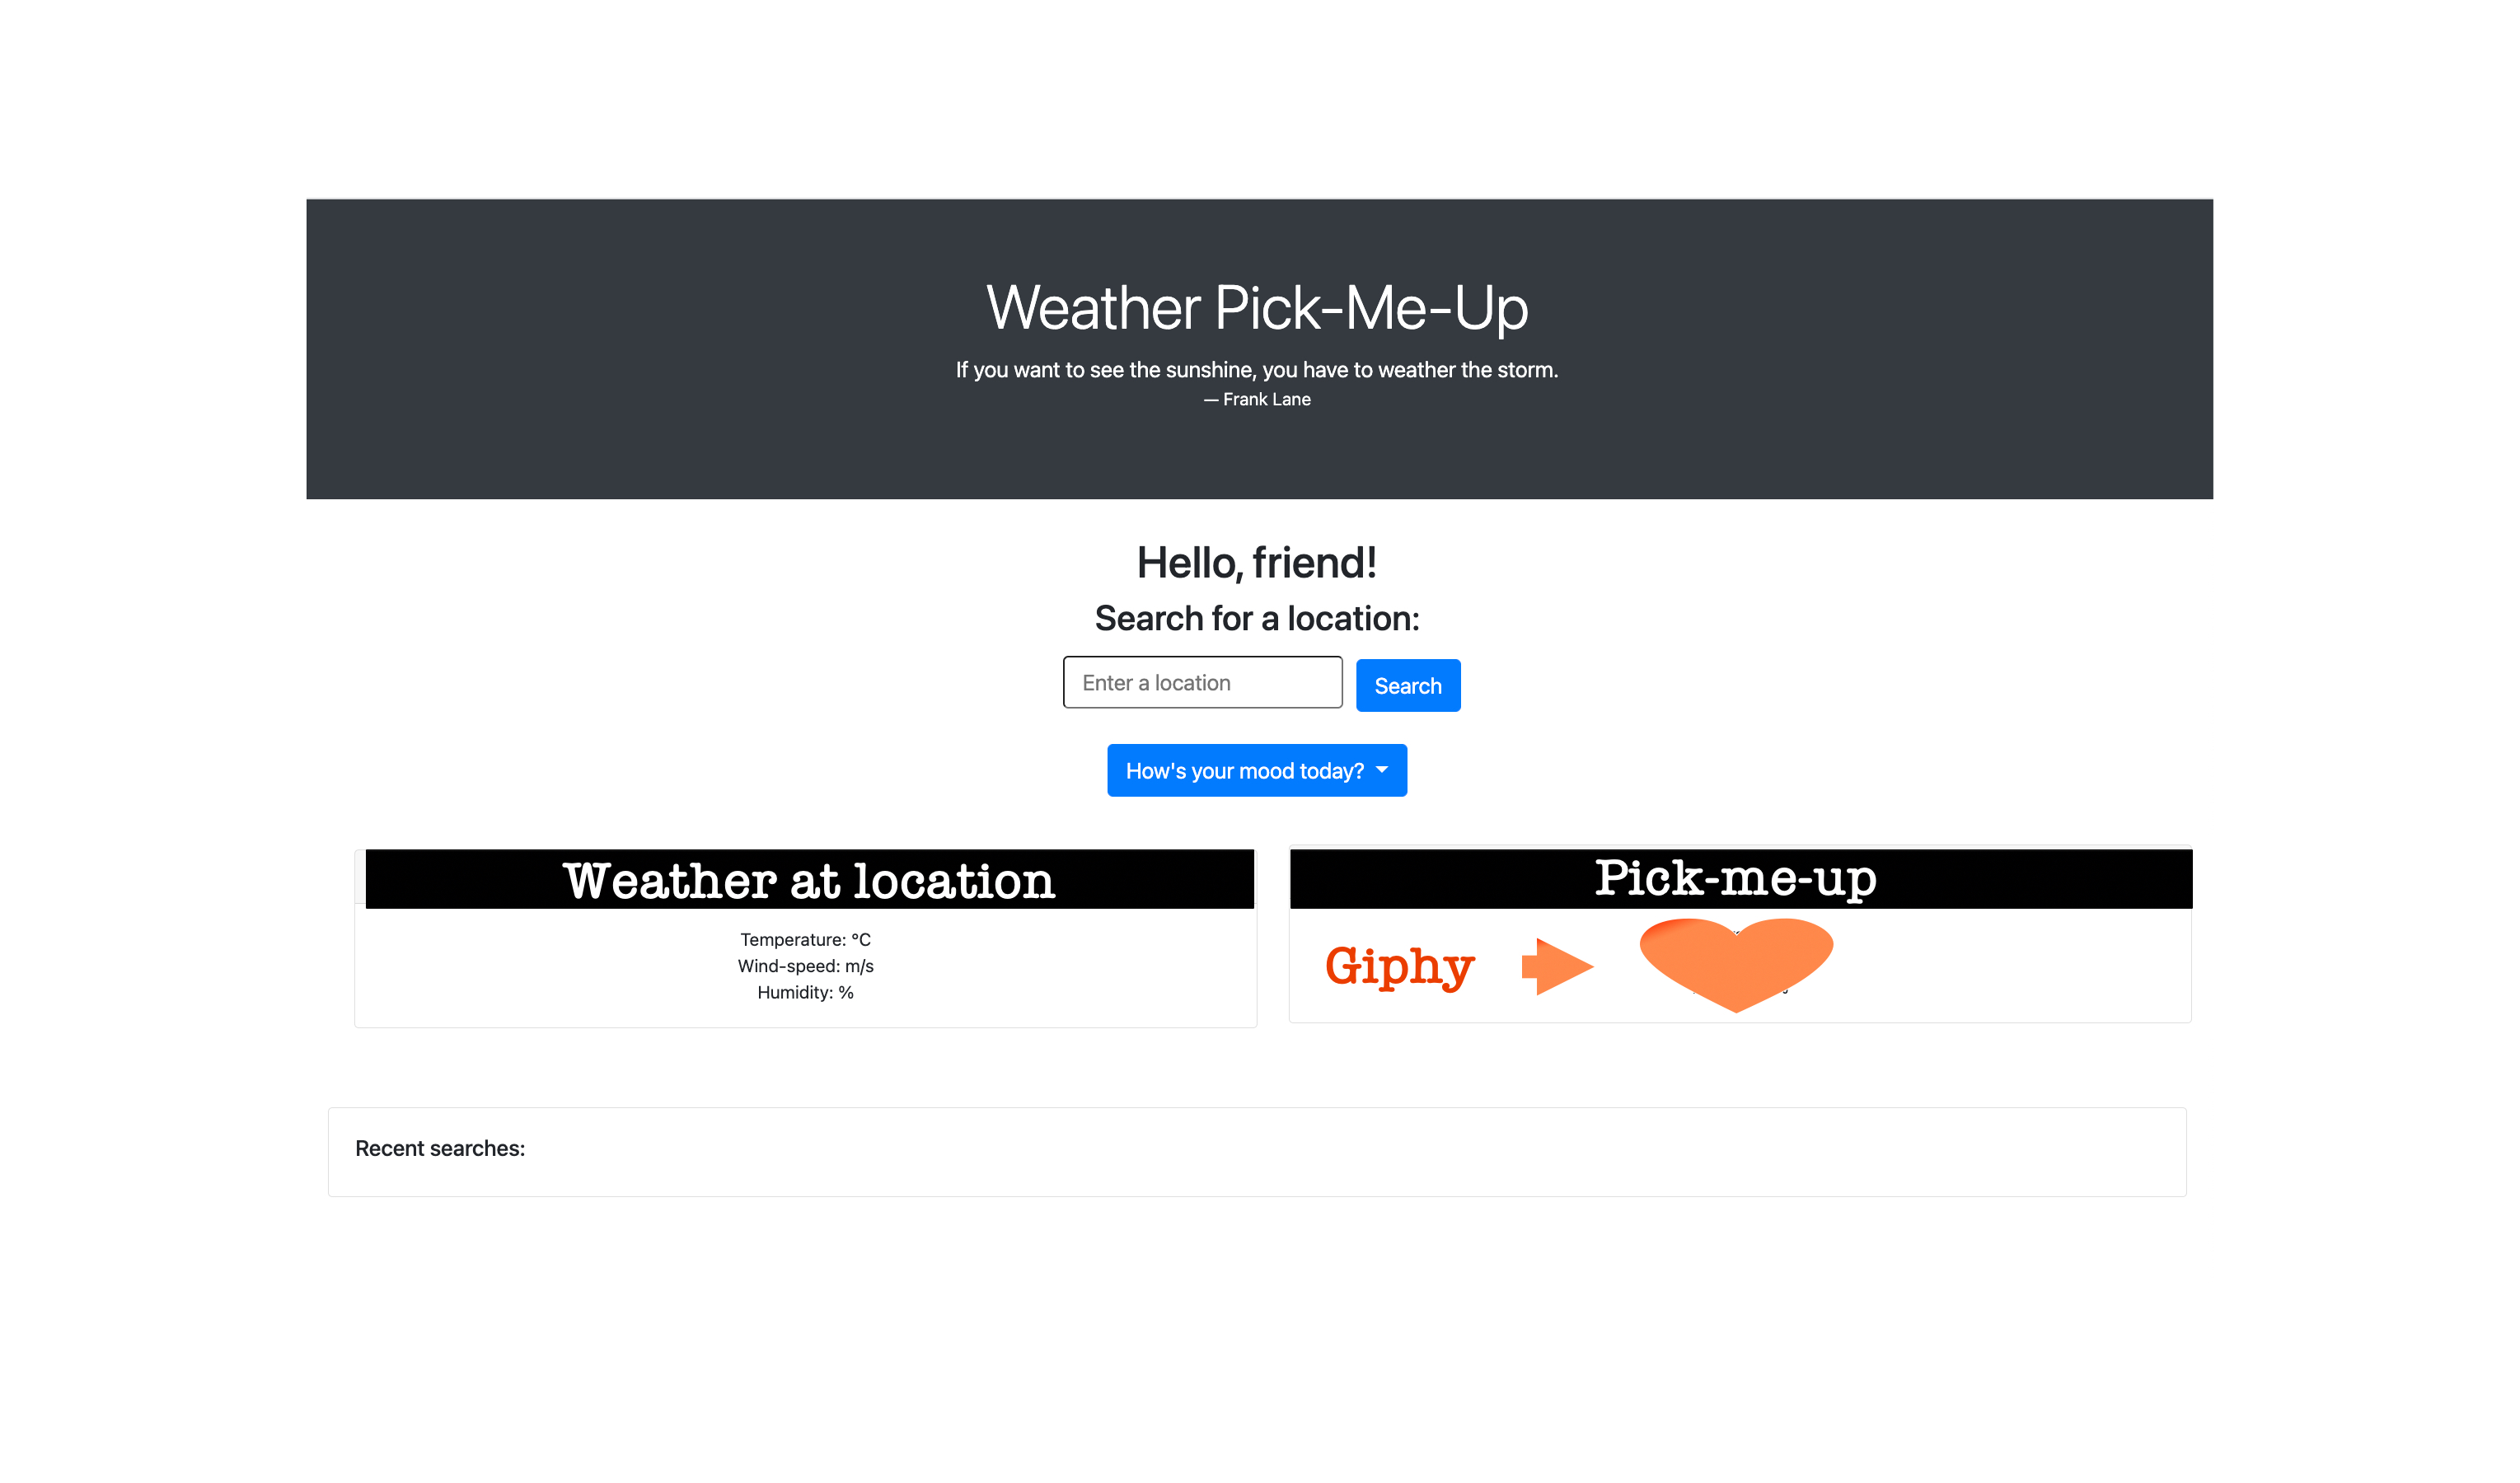 Weather Pick-Me-Up
If you want to see the sunshine, you have to weather the storm.
— Frank Lane
Hello, friend!
Search for a location:
Enter a location
Search
How's your mood today?
Weather at location
Temperature: °C
Wind-speed: m/s
Humidity: %
Pick-me-up
Giphy
Recent searches: